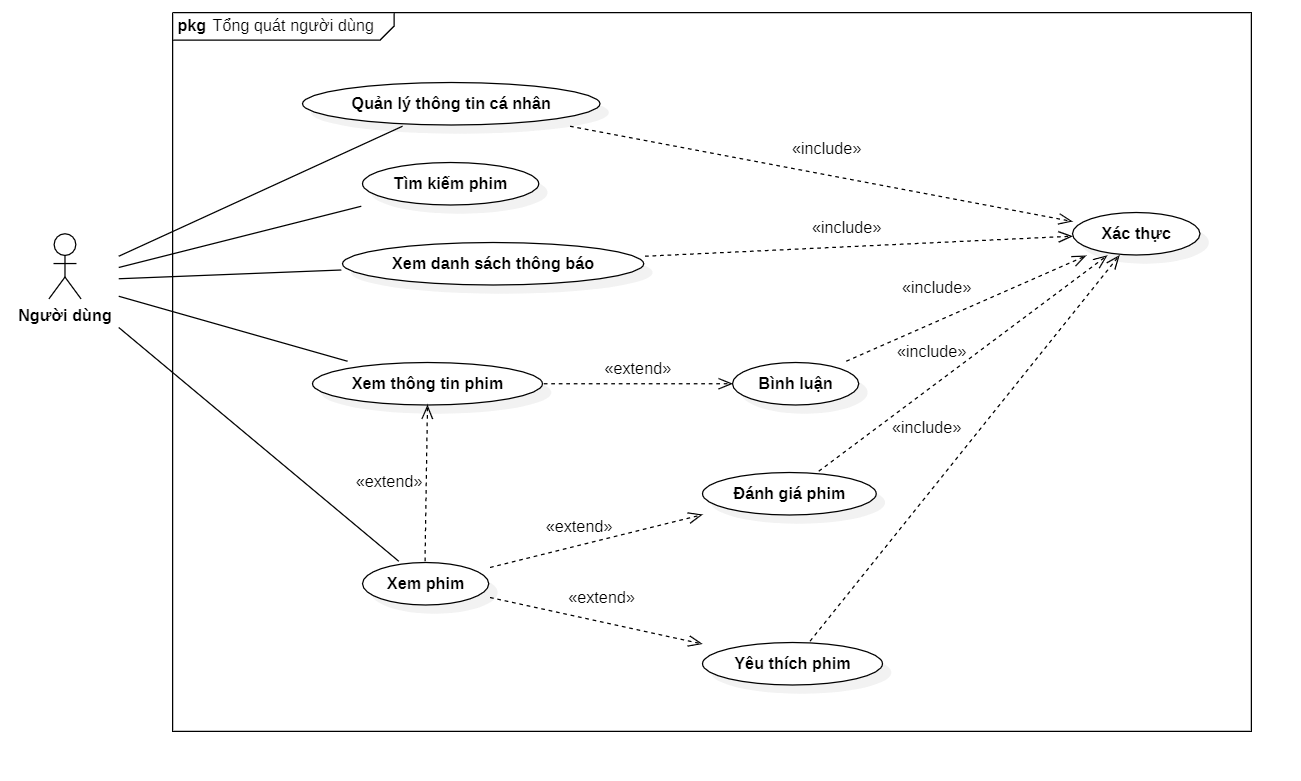 pkg Tổng quát người dùng
Quản lý thông tin cá nhân
«include»
Tìm kiếm phim
«include»
Xác thực
Xem danh sách thông báo
«include»
Người dùng
«include»
«extend»
Xem thông tin phim
Bình luận
«include»
«extend»
Đánh giá phim
«extend»
Xem phim
«extend»
Yêu thích phim